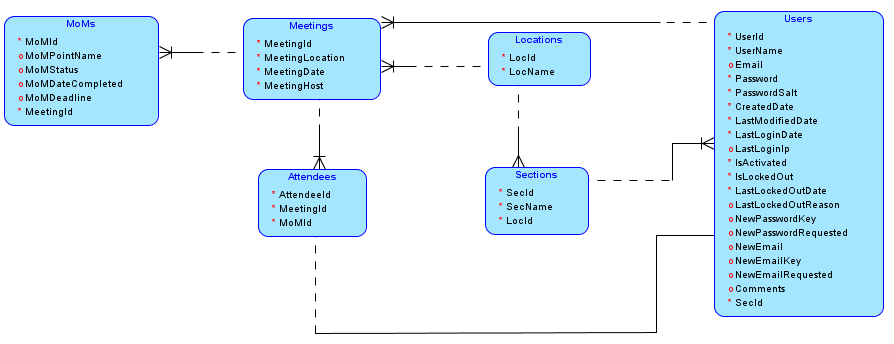 MoMs
* MoMId
o MoMPointName
o MoMStatus
o MoMDateCompleted
o MoMDeadline
* MeetingId
Meetings
* MeetingId
* MeetingLocation
* MeetingDate
* MeetingHost
Locations
* LocId
* LocName
Users
* UserId
* UserName
o Email
* Password
* PasswordSalt
* CreatedDate
* LastModifiedDate
* LastLoginDate
o LastLoginIp
* IsActivated
* IsLockedOut
* LastLockedOutDate
o LastLockedOutReason
o NewPasswordKey
o NewPasswordRequested
o NewEmail
o NewEmailKey
o NewEmailRequested
o Comments
* SecId
Attendees
* AttendeeId
* MeetingId
* MoMId
Sections
* SecId
* SecName
* LocId